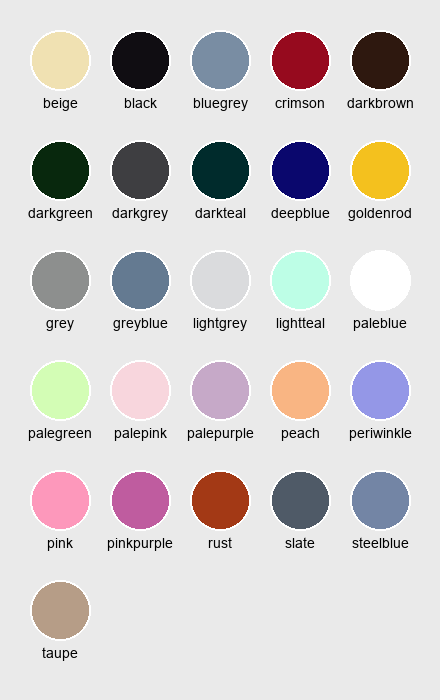 beige black bluegrey crimson darkbrown
darkgreen darkgrey darkteal deepblue goldenrod
grey greyblue lightgrey lightteal paleblue
palegreen palepink palepurple peach periwinkle
pink pinkpurple rust slate steelblue
taupe